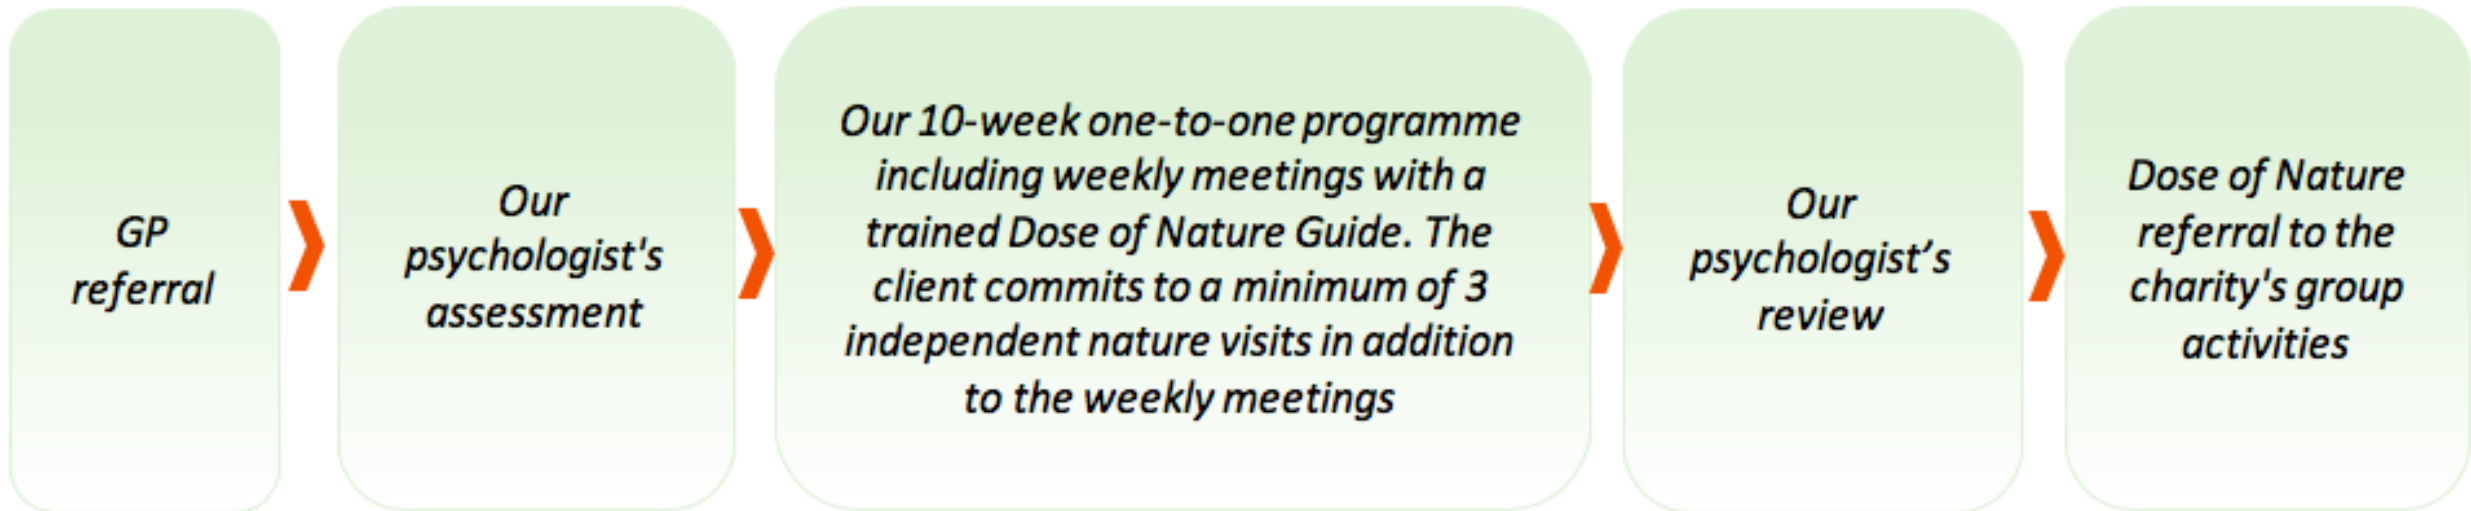 GP
referral
Our
psychologist's
assessment
Our 10-week one-to-one programme
including weekly meetings with a
trained Dose of Nature Guide. The
client commits to a minimum of 3
independent nature visits in addition
to the weekly meetings
Our
psychologist’s
review
Dose of Nature
referral to the
charity's group
activities